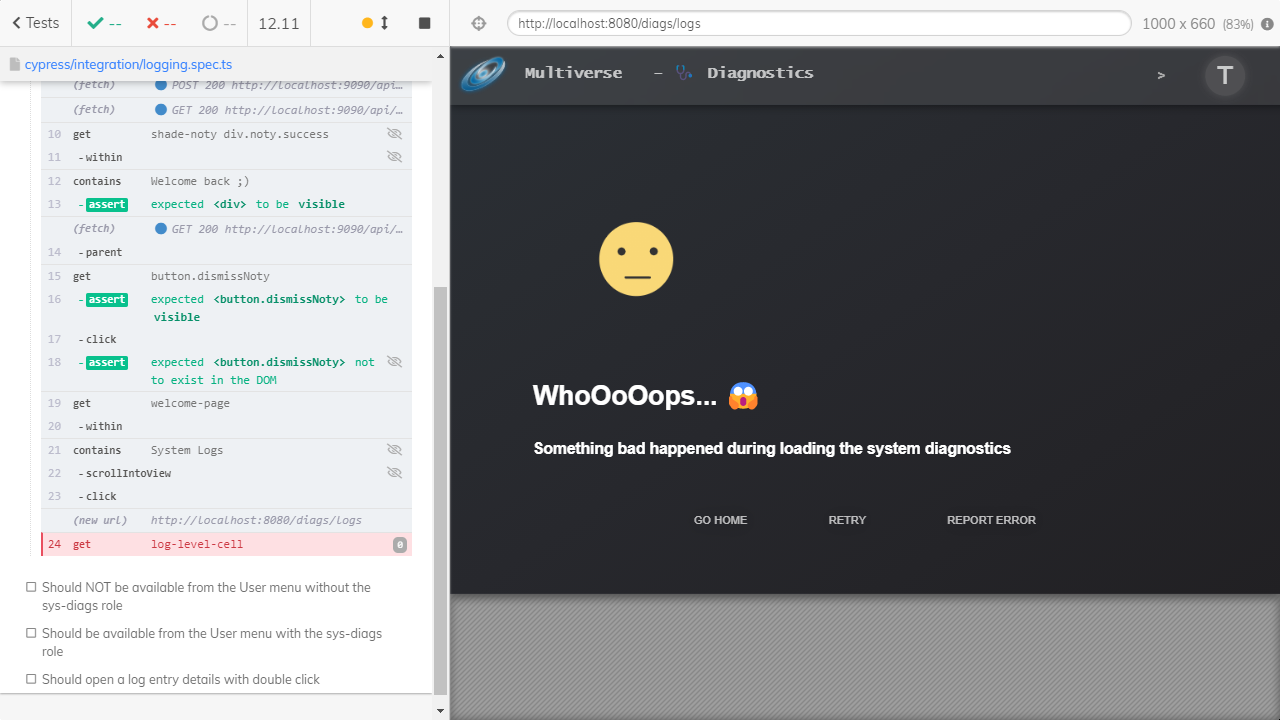 Tests
--
--
--
12.11
http://localhost:8080/diags/logs
1000 x 660 (83%)
cypress/integration/logging.spec.ts
(fetch) POST 200 http://localhost:9090/api…
(fetch) GET 200 http://localhost:9090/api/…
10 get shade-noty div.noty.success
11 -within
12 contains Welcome back ;)
13 -assert expected <div> to be visible
(fetch) GET 200 http://localhost:9090/api/…
14 -parent
15 get button.dismissNoty
16 -assert expected <button.dismissNoty> to be
visible
17 -click
18 -assert expected <button.dismissNoty> not
to exist in the DOM
19 get welcome-page
20 -within
21 contains System Logs
22 -scrollIntoView
23 -click
(new url) http://localhost:8080/diags/logs
24 get log-level-cell 0
Should NOT be available from the User menu without the
sys-diags role
Should be available from the User menu with the sys-diags
role
Should open a log entry details with double click
Multiverse – Diagnostics > T
WhoOoOops...
Something bad happened during loading the system diagnostics
GO HOME RETRY REPORT ERROR